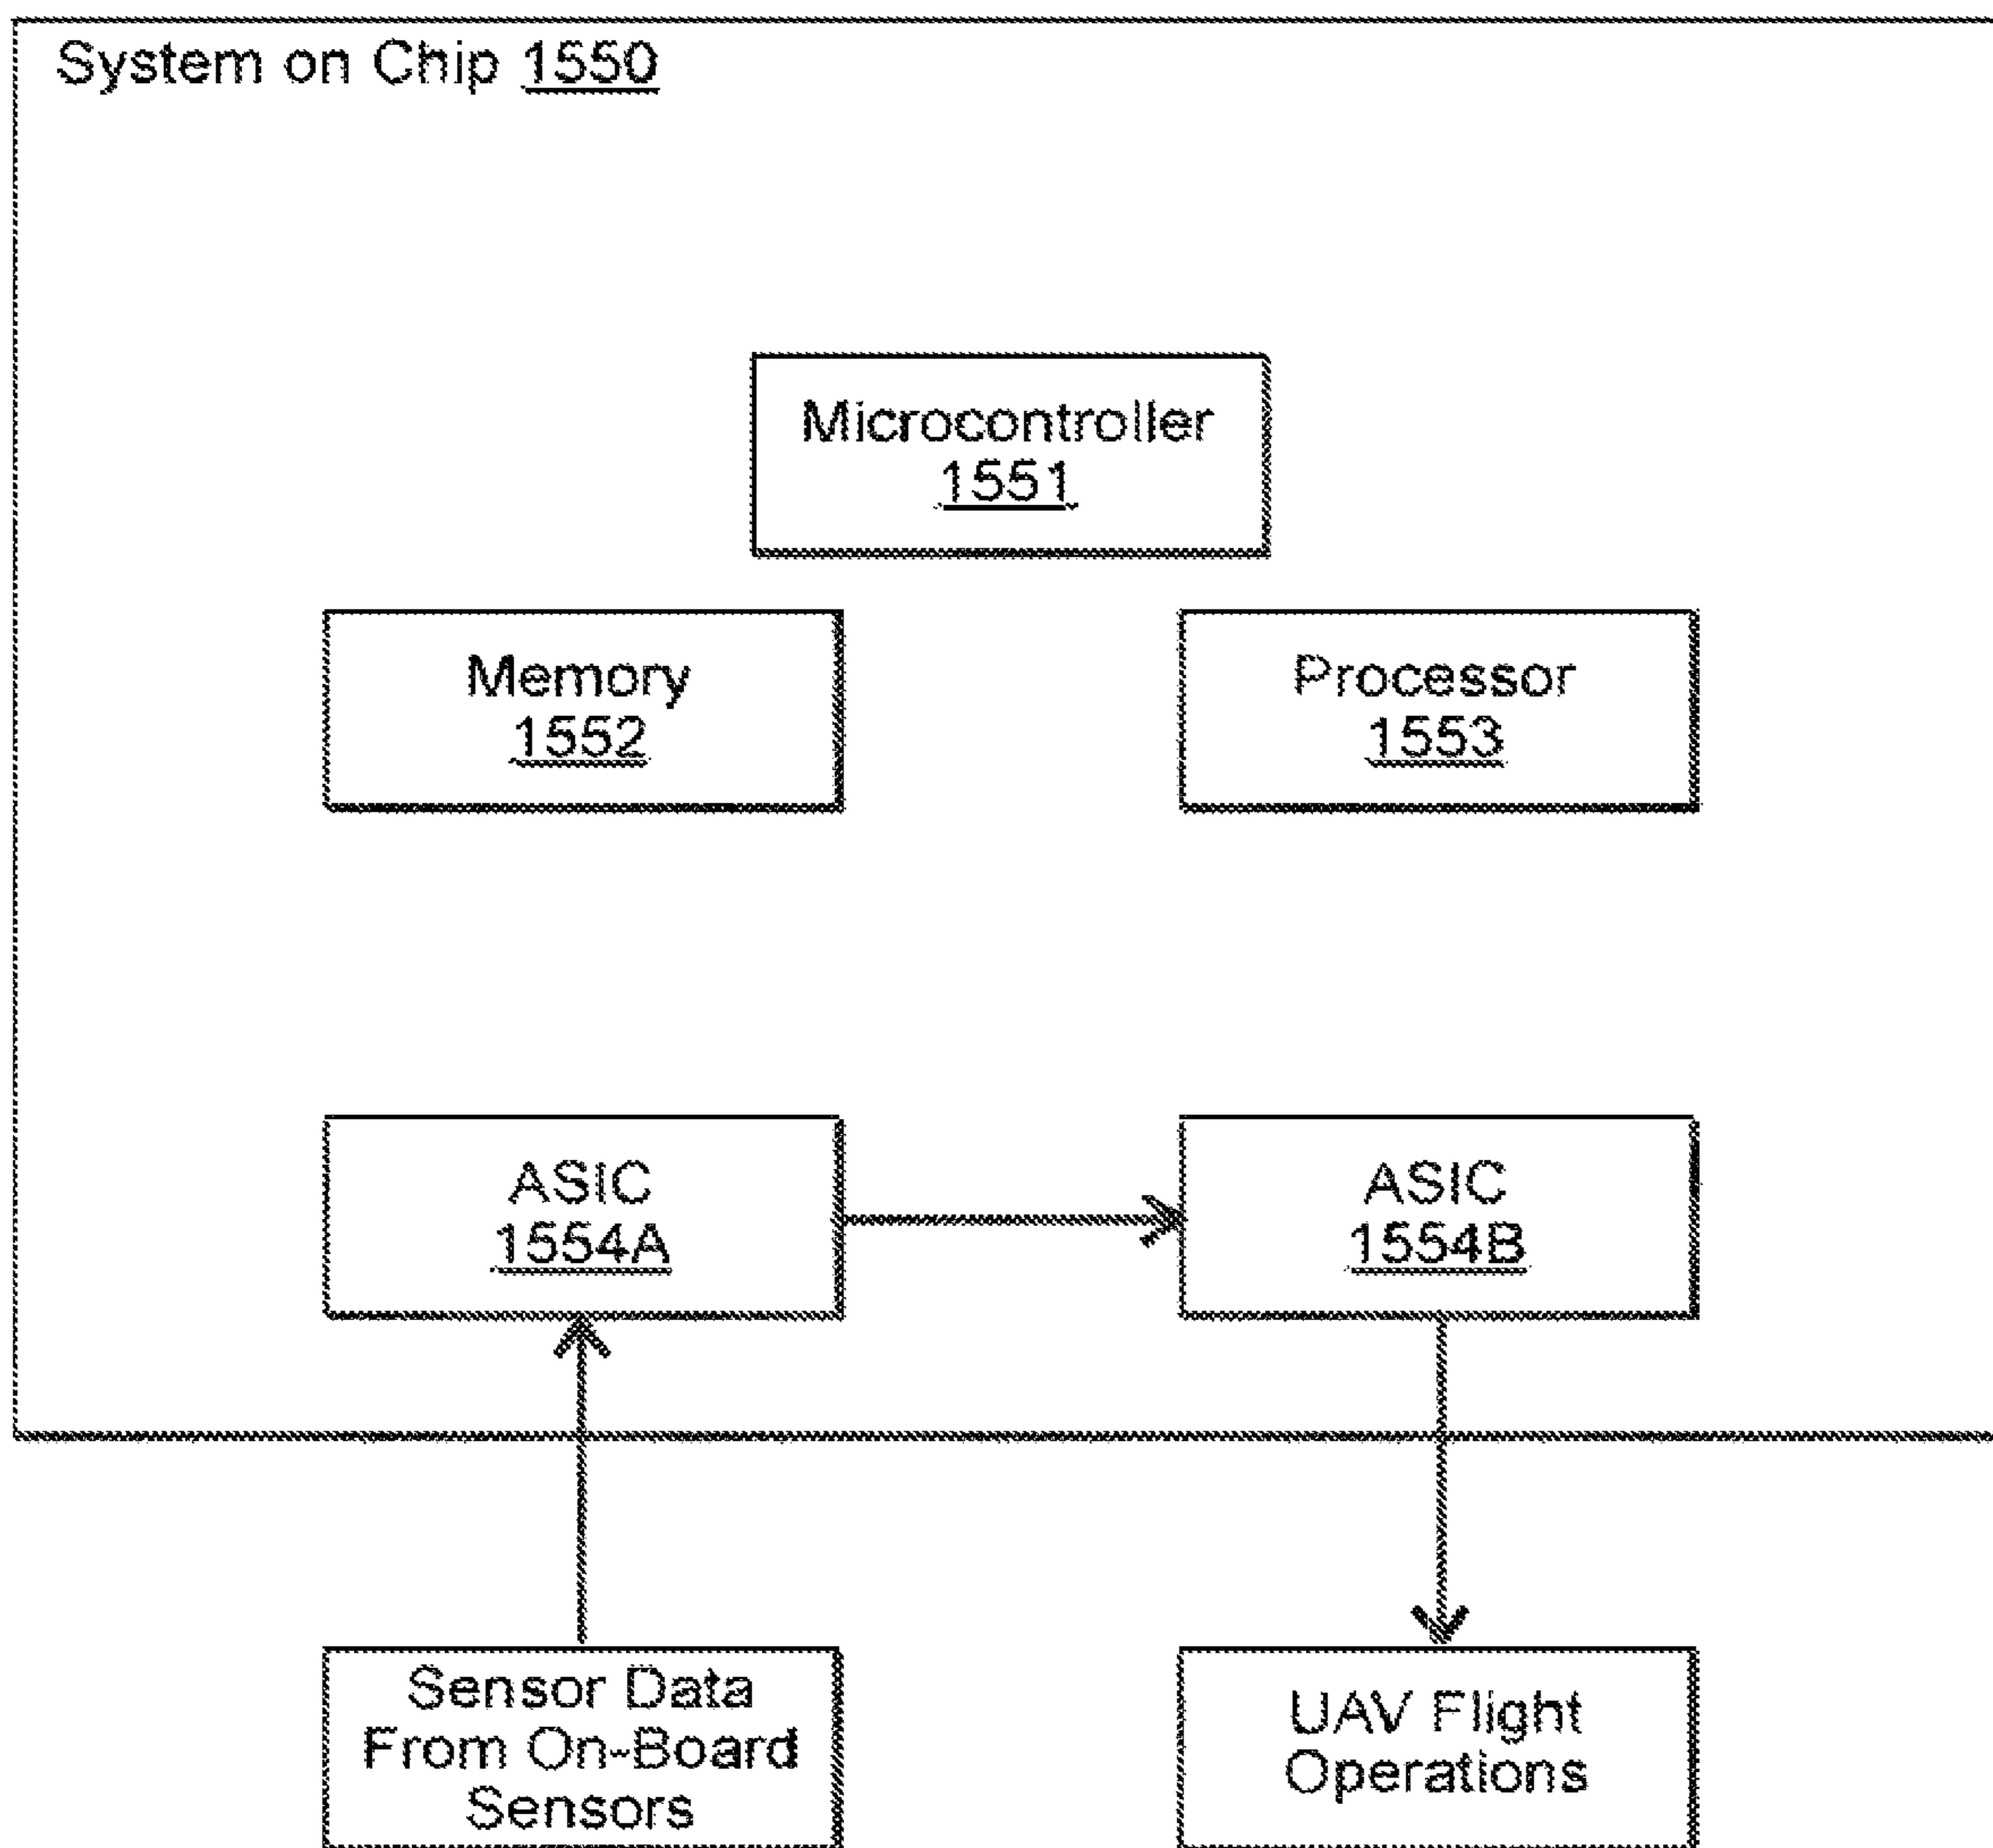 System on Chip 1550
Microcontroller
1551
Memory
1552
Processor
1553
ASIC
1554A
ASIC
1554B
Sensor Data
From On-Board
Sensors
UAV Flight
Operations